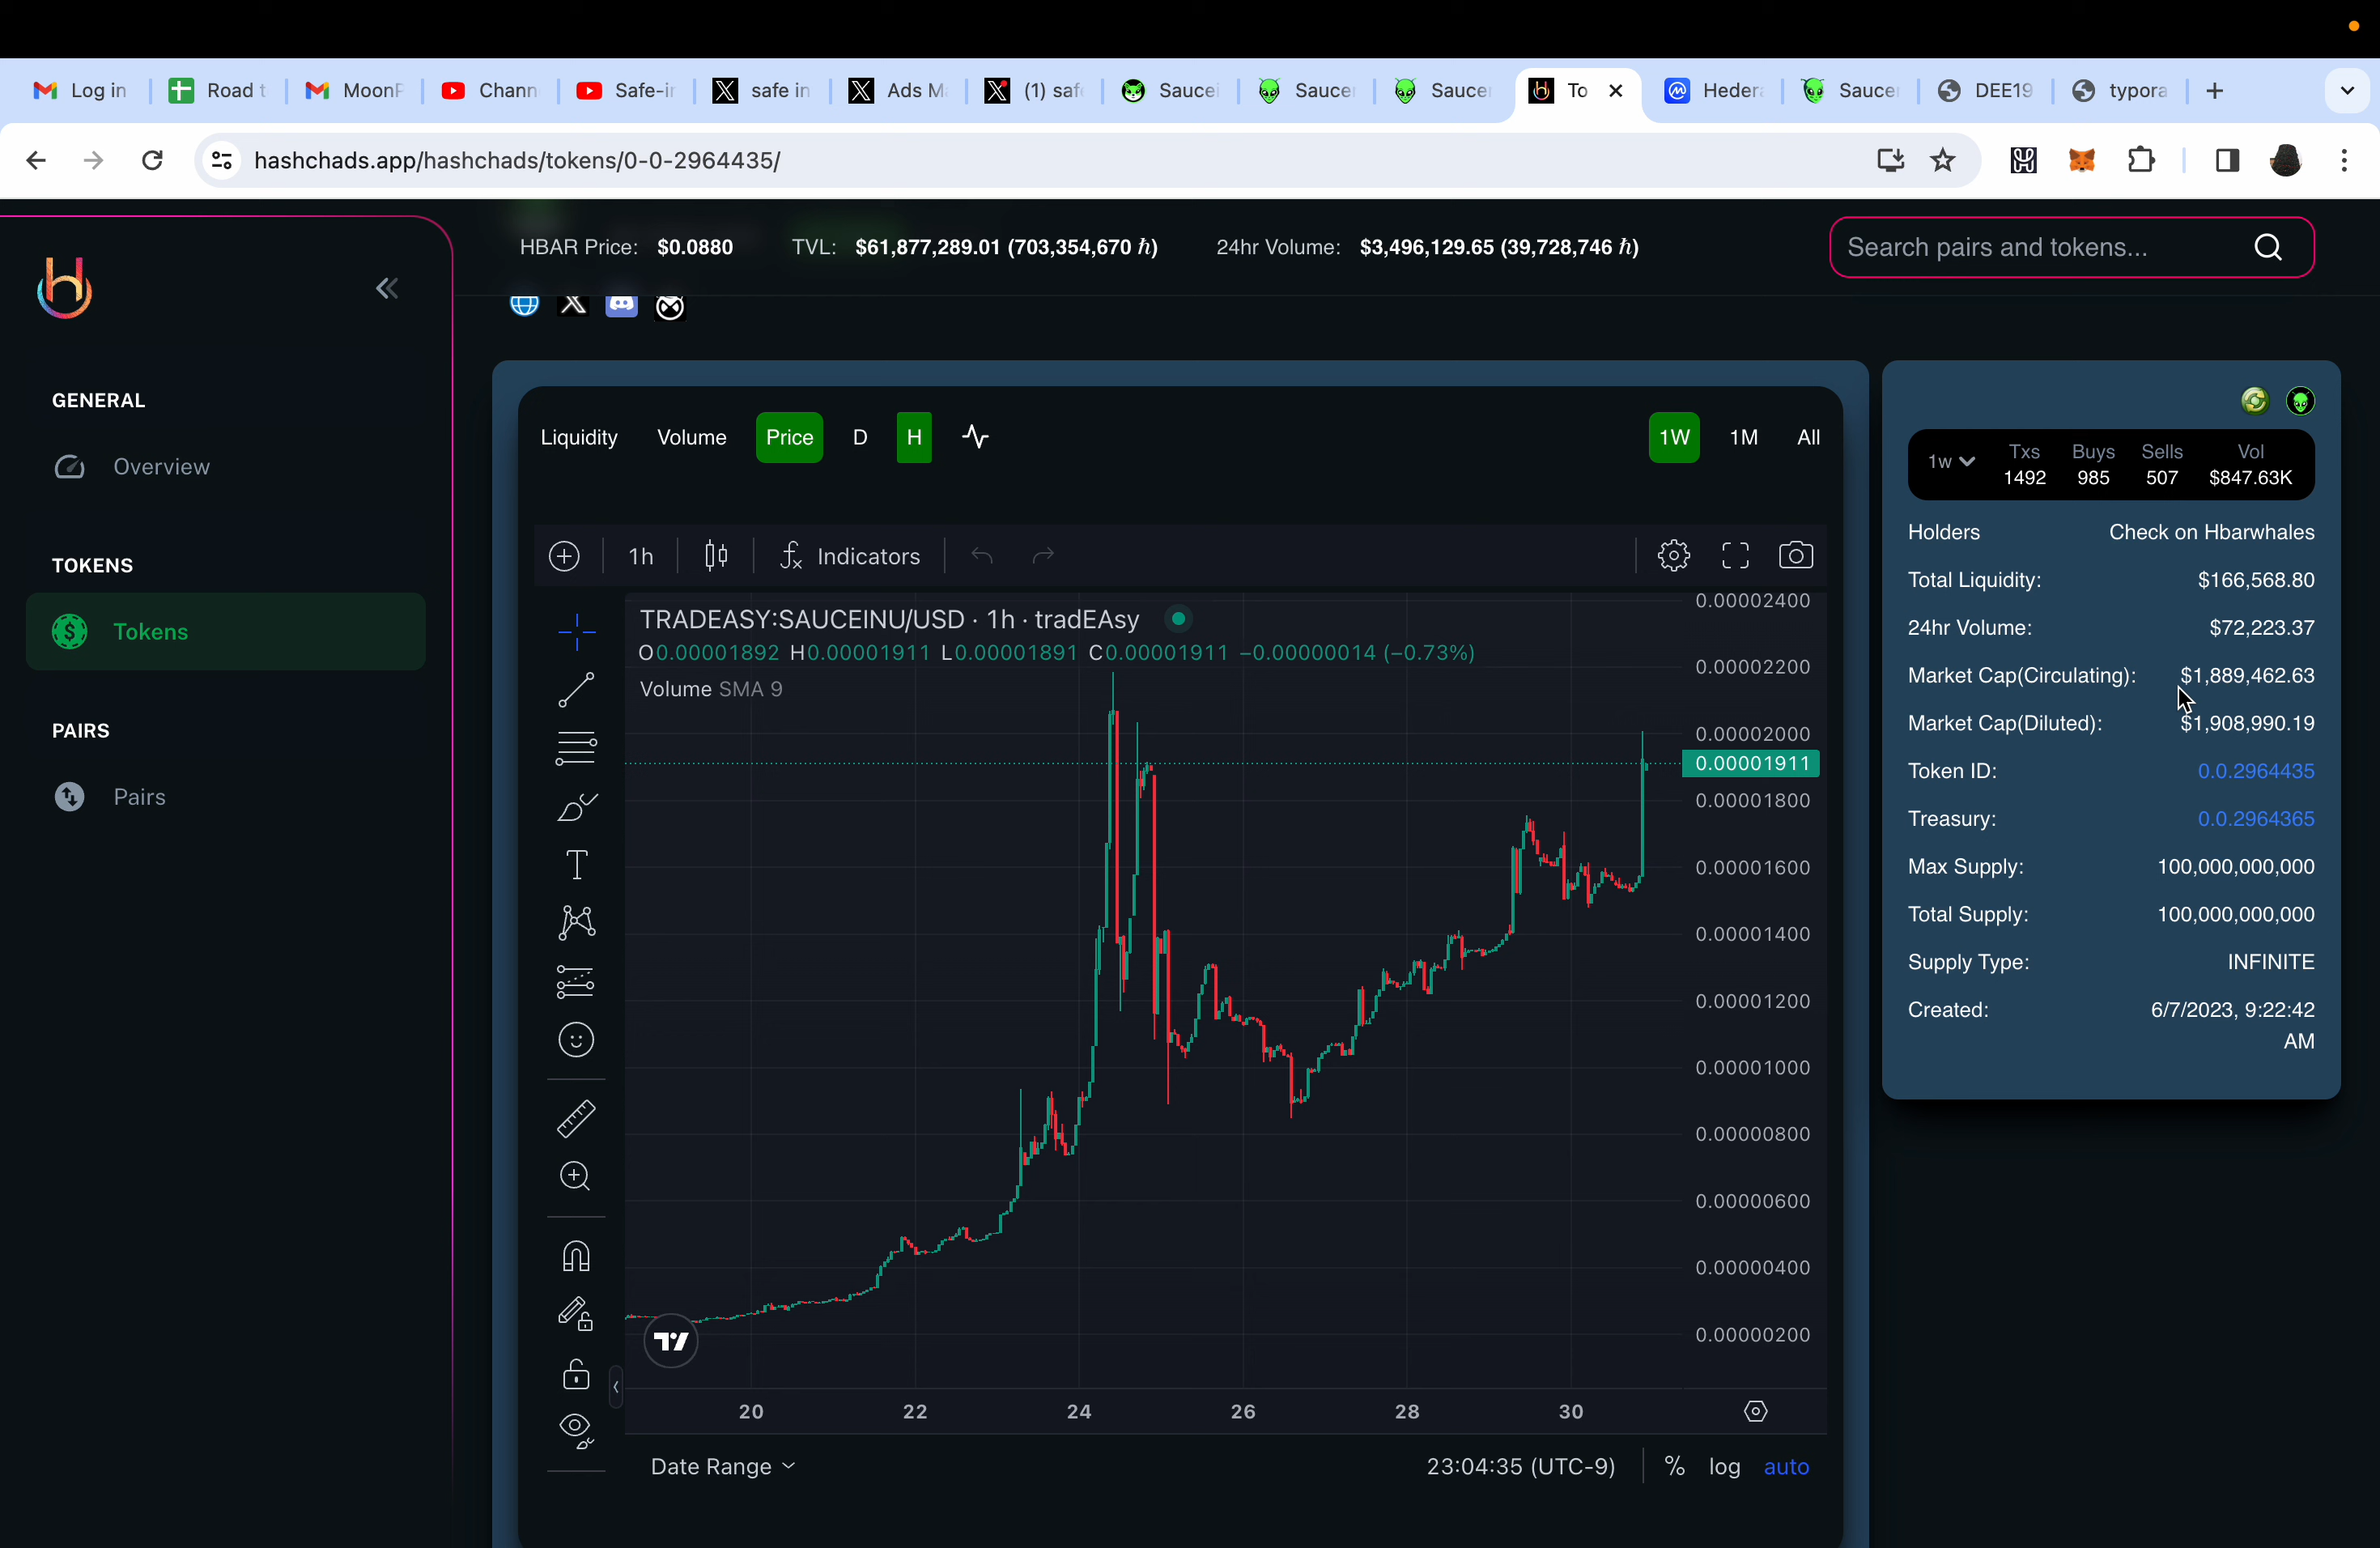 Log in
Road t
MoonP
Chann
Safe-in
safe in
Ads Ma
(1) safe
Saucei
Saucer
Saucer
To
Hedera
Saucer
DEE19
typora
hashchads.app/hashchads/tokens/0-0-2964435/
HBAR Price: $0.0880 TVL: $61,877,289.01 (703,354,670 ℏ) 24hr Volume: $3,496,129.65 (39,728,746 ℏ)
Search pairs and tokens...
GENERAL
Overview
TOKENS
Tokens
PAIRS
Pairs
Liquidity Volume Price D H
1W 1M All
1h Indicators
TRADEASY:SAUCEINU/USD · 1h · tradEAsy
O0.00001892 H0.00001911 L0.00001891 C0.00001911 −0.00000014 (−0.73%)
Volume SMA 9
0.00002400
0.00002200
0.00002000
0.00001911
0.00001800
0.00001600
0.00001400
0.00001200
0.00001000
0.00000800
0.00000600
0.00000400
0.00000200
20 22 24 26 28 30
Date Range
23:04:35 (UTC-9) % log auto
1w Txs Buys Sells Vol
1492 985 507 $847.63K
Holders Check on Hbarwhales
Total Liquidity: $166,568.80
24hr Volume: $72,223.37
Market Cap(Circulating): $1,889,462.63
Market Cap(Diluted): $1,908,990.19
Token ID: 0.0.2964435
Treasury: 0.0.2964365
Max Supply: 100,000,000,000
Total Supply: 100,000,000,000
Supply Type: INFINITE
Created: 6/7/2023, 9:22:42
AM